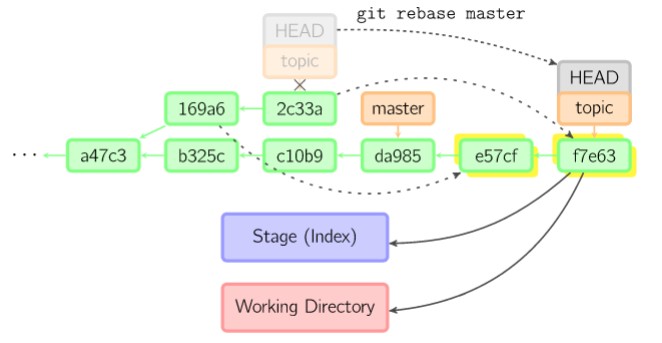 git rebase master
HEAD
topic
HEAD
topic
169a6
2c33a
master
...
a47c3
b325c
c10b9
da985
e57cf
f7e63
Stage (Index)
Working Directory